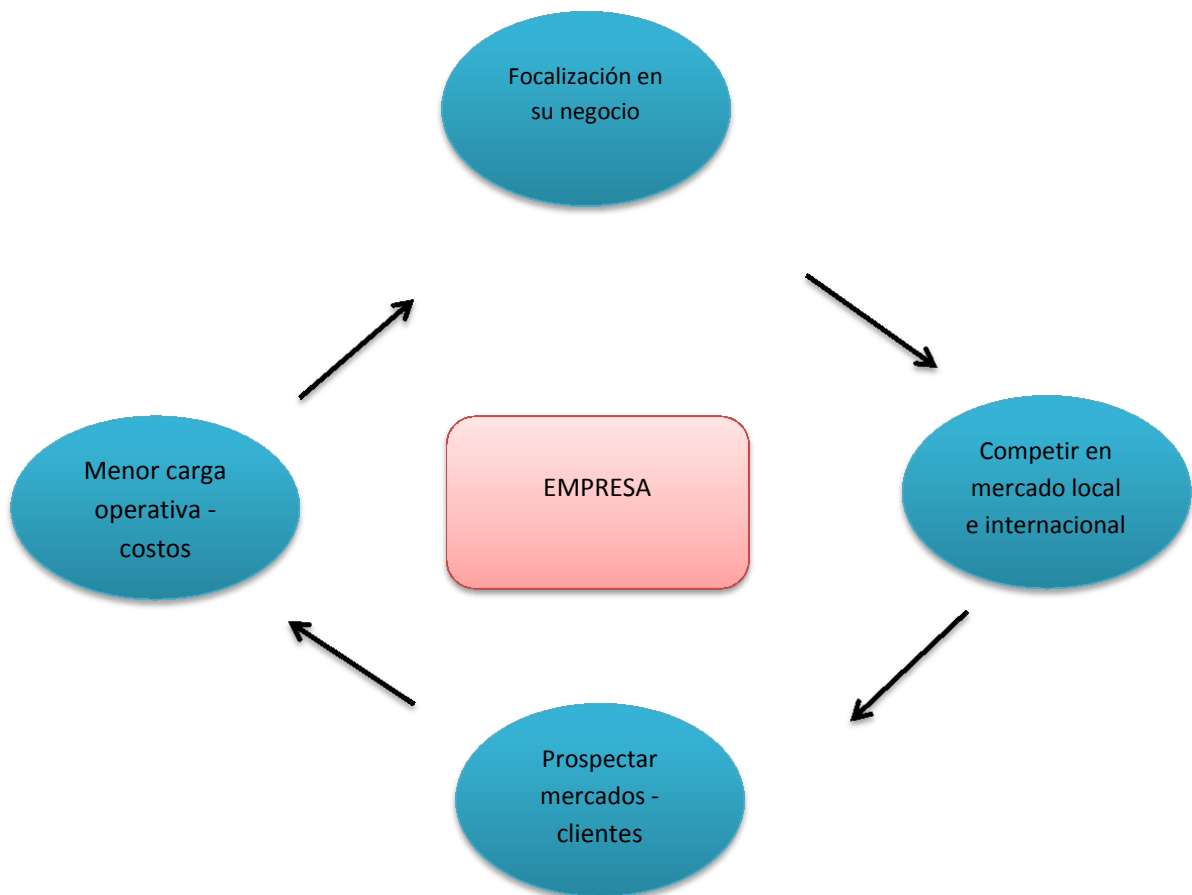 Focalización en
su negocio
Menor carga
operativa -
costos
EMPRESA
Competir en
mercado local
e internacional
Prospectar
mercados -
clientes